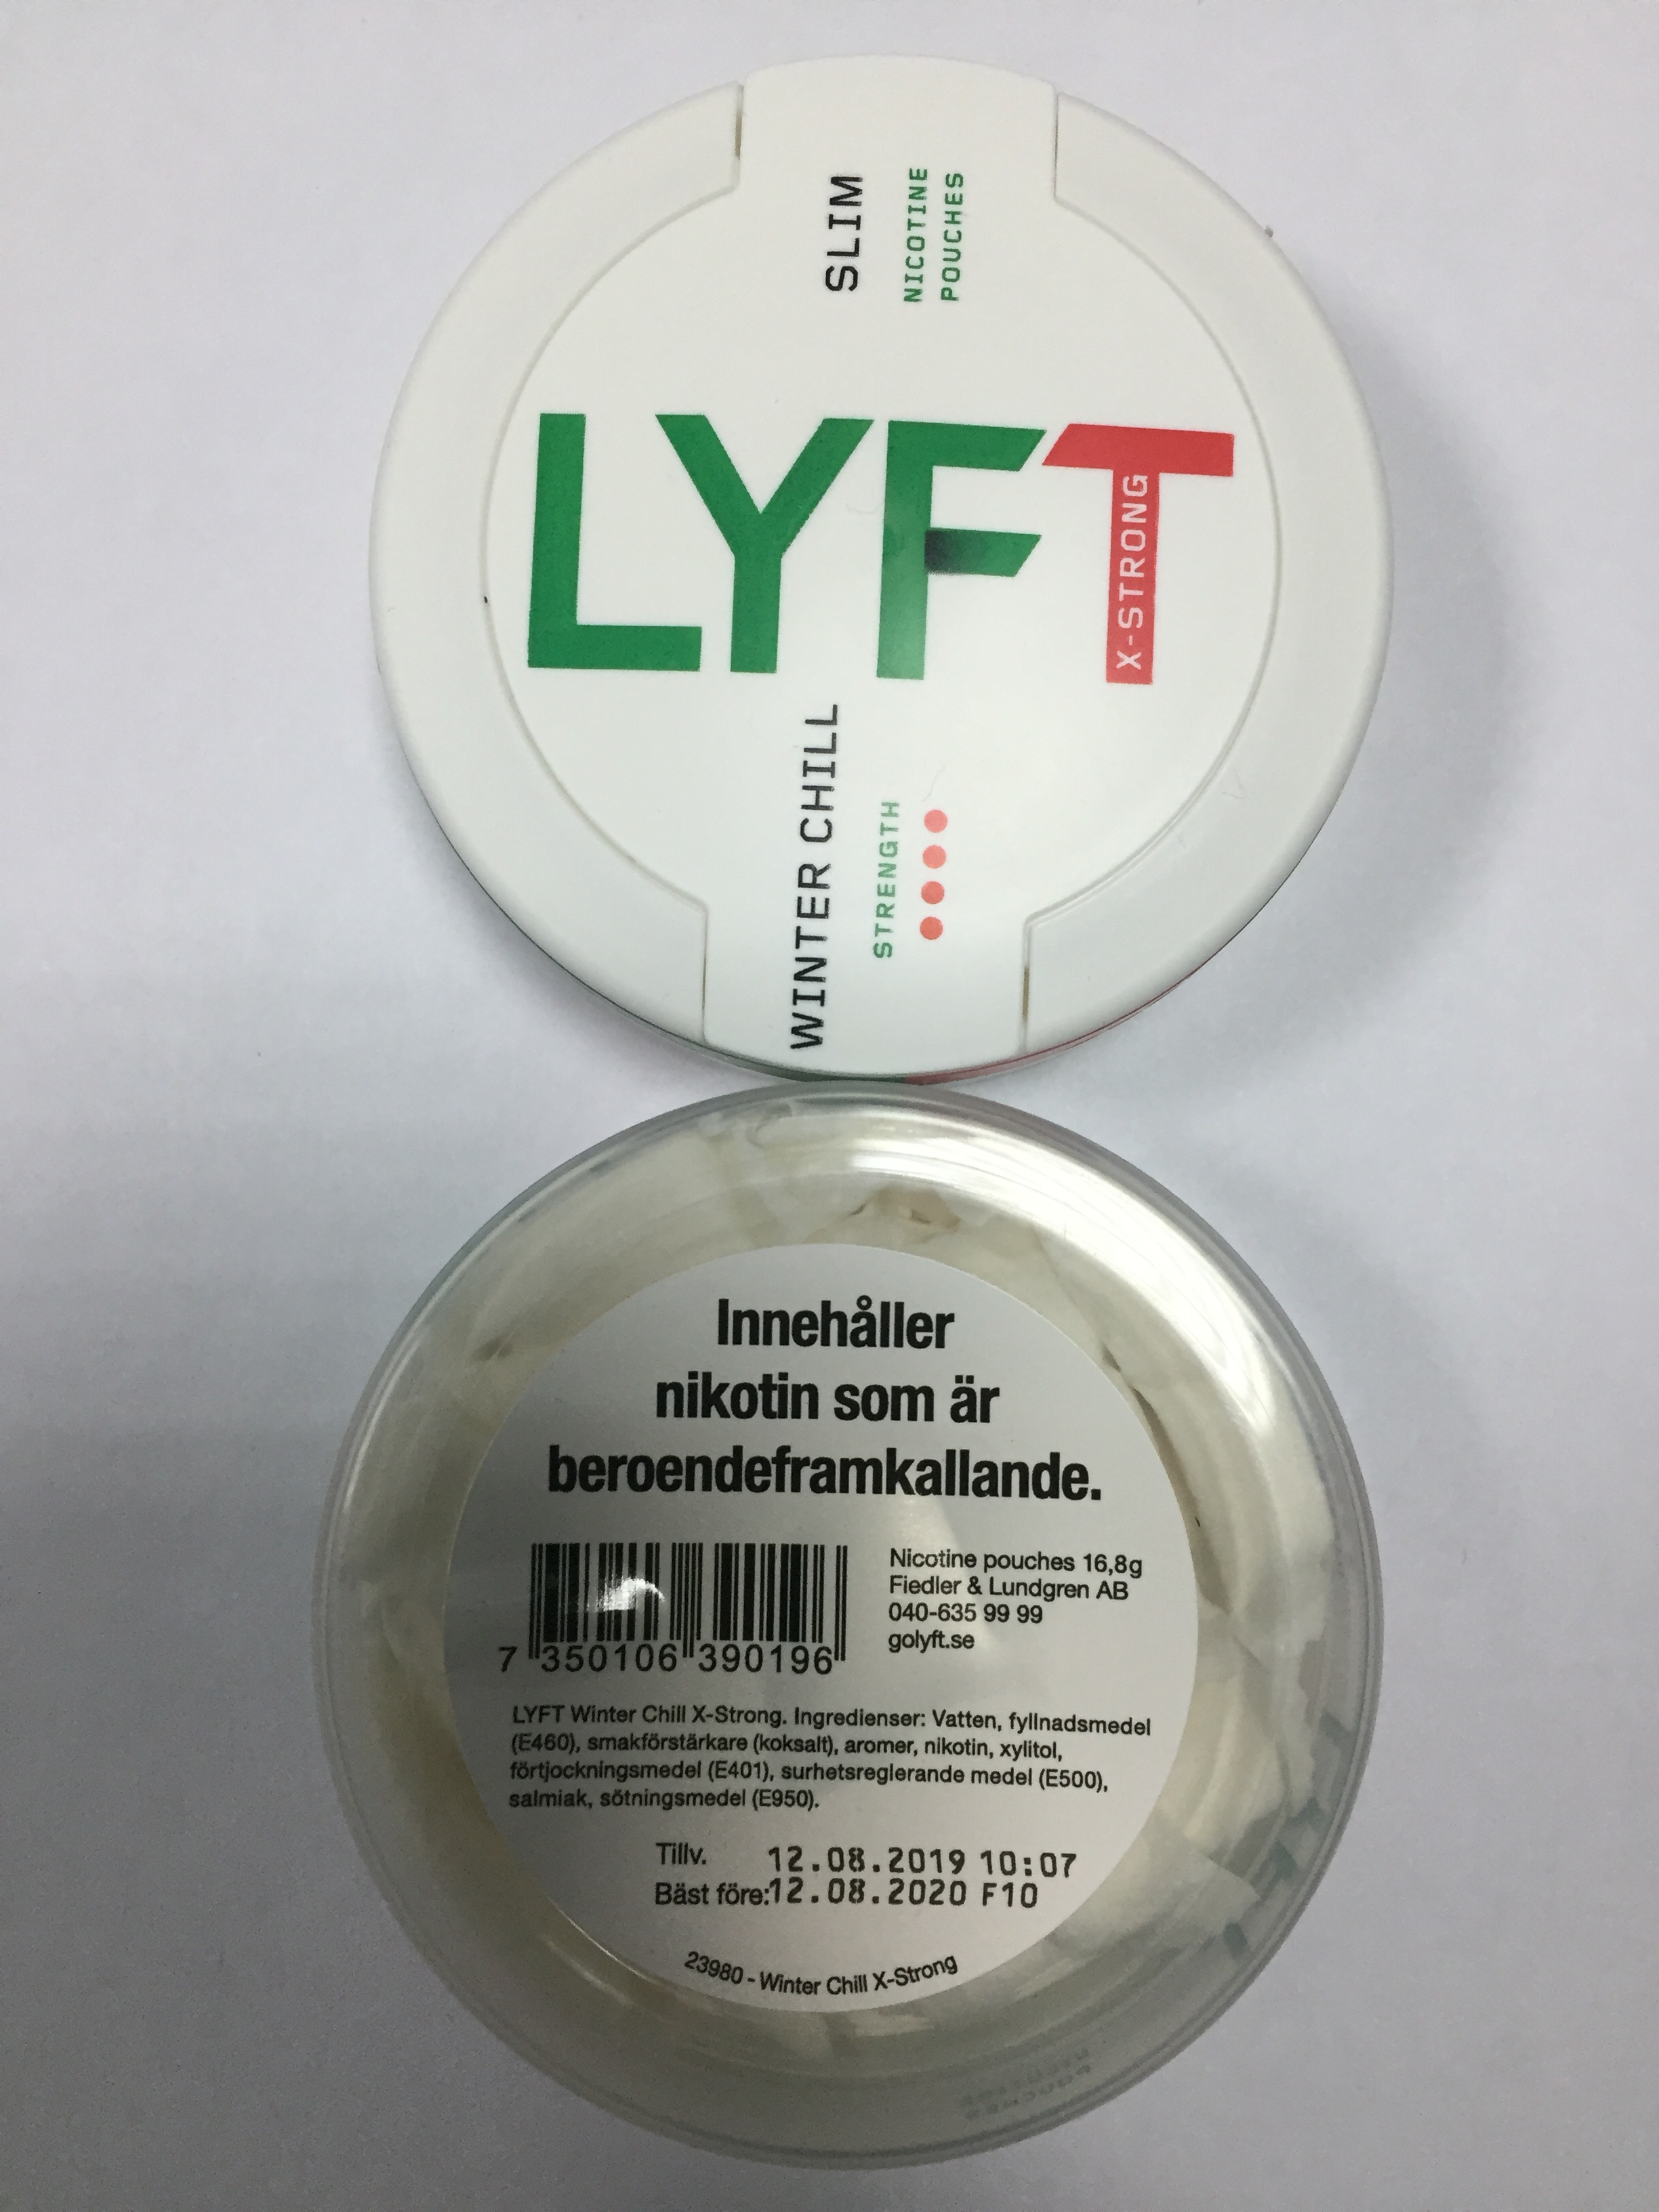 SLIM
NICOTINE
POUCHES
LYFT
X-STRONG
WINTER CHILL
STRENGTH
Innehåller
nikotin som är
beroendeframkallande.
7 350106 390196
Nicotine pouches 16,8g
Fiedler & Lundgren AB
040-635 99 99
golyft.se
LYFT Winter Chill X-Strong. Ingredienser: Vatten, fyllnadsmedel
(E460), smakförstärkare (koksalt), aromer, nikotin, xylitol,
förtjockningsmedel (E401), surhetsreglerande medel (E500),
salmiak, sötningsmedel (E950).
Tillv. 12.08.2019 10:07
Bäst före:12.08.2020 F10
23980 - Winter Chill X-Strong